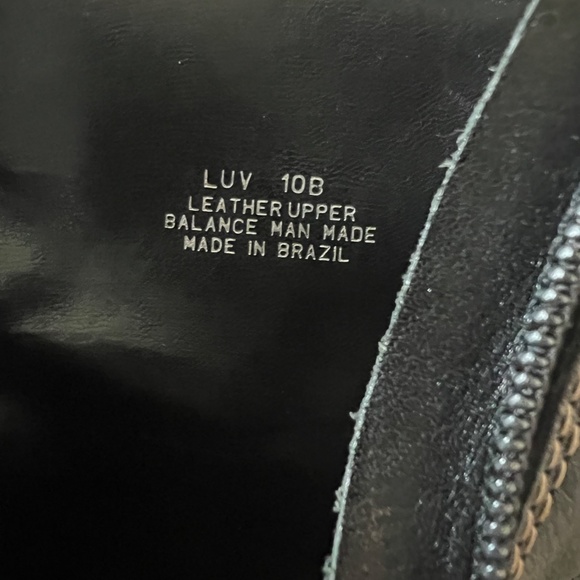 LUV 10B
LEATHER UPPER
BALANCE MAN MADE
MADE IN BRAZIL